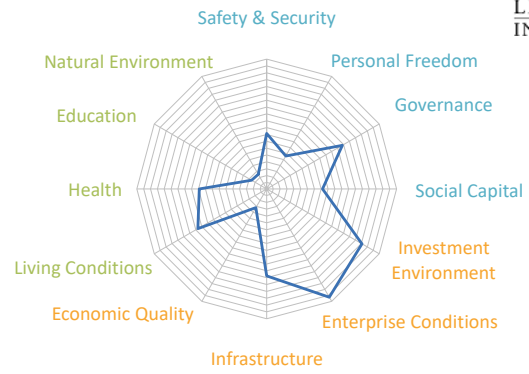 Safety & Security
Natural Environment
Personal Freedom
Education
Governance
Health
Social Capital
Investment
Environment
Living Conditions
Economic Quality
Enterprise Conditions
Infrastructure